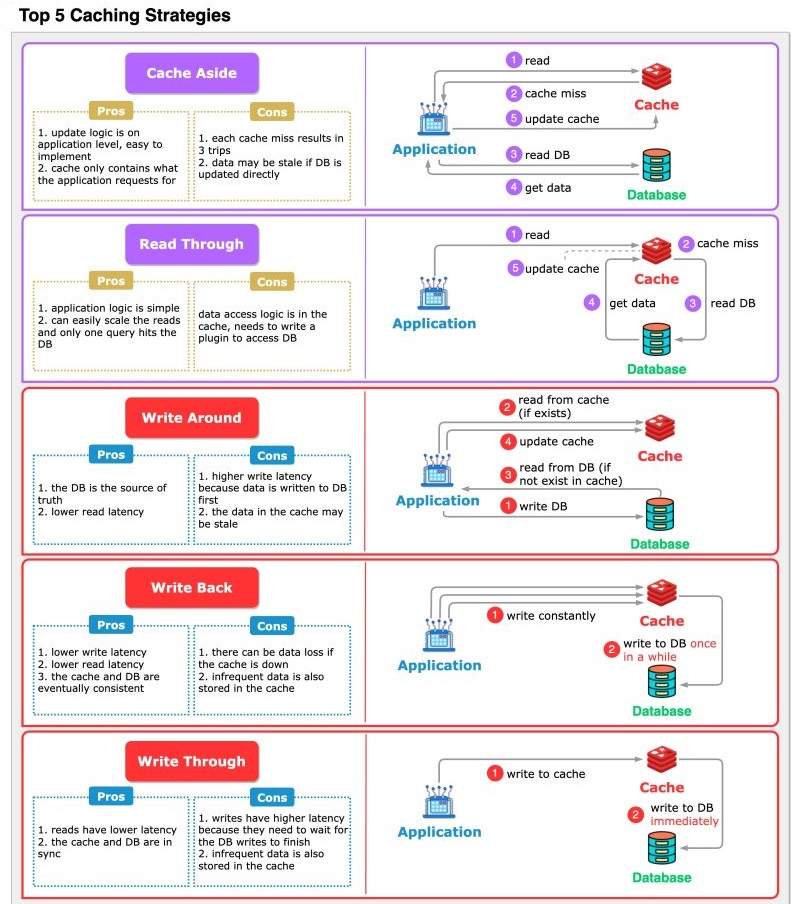 Top 5 Caching Strategies
Cache Aside
Pros
1. update logic is on
application level, easy to
implement
2. cache only contains what
the application requests for
Cons
1. each cache miss results in
3 trips
2. data may be stale if DB is
updated directly
1 read
2 cache miss
5 update cache
3 read DB
4 get data
Application
Cache
Database
Read Through
Pros
1. application logic is simple
2. can easily scale the reads
and only one query hits the
DB
Cons
data access logic is in the
cache, needs to write a
plugin to access DB
1 read
2 cache miss
5 update cache
4 get data
3 read DB
Application
Cache
Database
Write Around
Pros
1. the DB is the source of
truth
2. lower read latency
Cons
1. higher write latency
because data is written to DB
first
2. the data in the cache may
be stale
2 read from cache
(if exists)
4 update cache
3 read from DB (if
not exist in cache)
1 write DB
Application
Cache
Database
Write Back
Pros
1. lower write latency
2. lower read latency
3. the cache and DB are
eventually consistent
Cons
1. there can be data loss if
the cache is down
2. infrequent data is also
stored in the cache
1 write constantly
2 write to DB once
in a while
Application
Cache
Database
Write Through
Pros
1. reads have lower latency
2. the cache and DB are in
sync
Cons
1. writes have higher latency
because they need to wait for
the DB writes to finish
2. infrequent data is also
stored in the cache
1 write to cache
2 write to DB
immediately
Application
Cache
Database